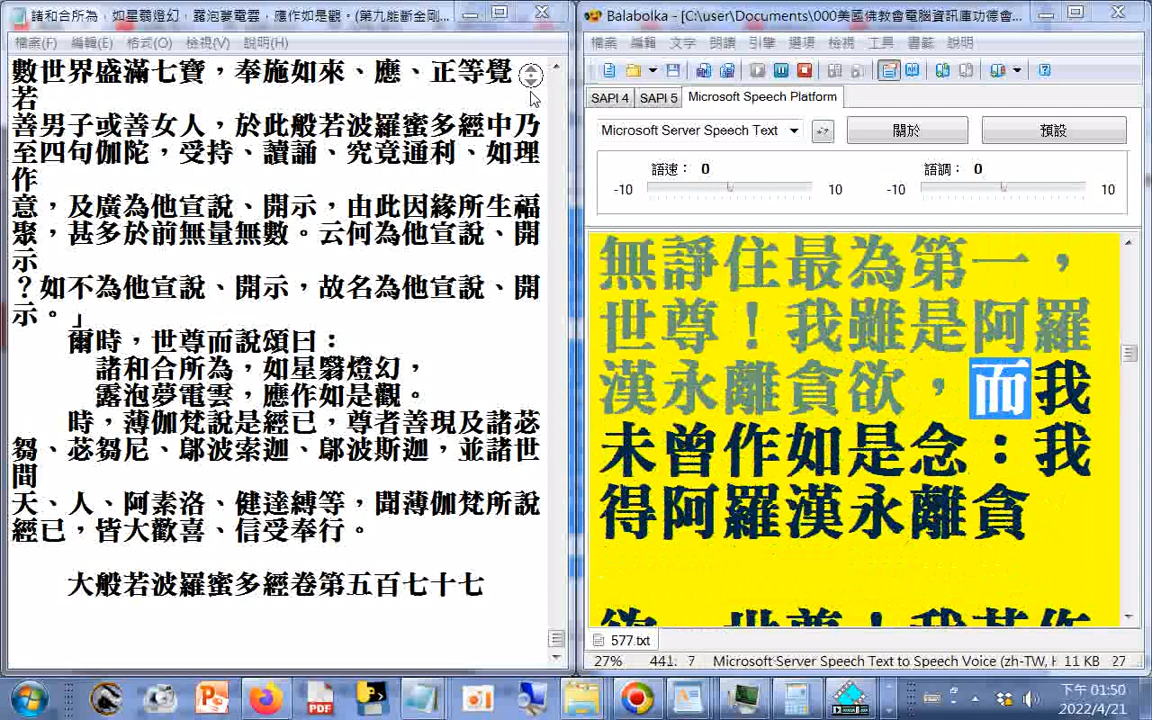 諸和合所為，如星翳燈幻，露泡夢電雲，應作如是觀。(第九能斷金剛...
檔案(F) 編輯(E) 格式(O) 檢視(V) 說明(H)
數世界盛滿七寶，奉施如來、應、正等覺
若
善男子或善女人，於此般若波羅蜜多經中乃
至四句伽陀，受持、讀誦、究竟通利、如理
作
意，及廣為他宣說、開示，由此因緣所生福
聚，甚多於前無量無數。云何為他宣說、開
示
？如不為他宣說、開示，故名為他宣說、開
示。」
爾時，世尊而說頌曰：
諸和合所為，如星翳燈幻，
露泡夢電雲，應作如是觀。
時，薄伽梵說是經已，尊者善現及諸苾
芻、苾芻尼、鄔波索迦、鄔波斯迦，並諸世
間
天、人、阿素洛、健達縛等，聞薄伽梵所說
經已，皆大歡喜、信受奉行。
大般若波羅蜜多經卷第五百七十七
Balabolka - [C:\user\Documents\000美國佛教會電腦資訊庫功德會...
檔案 編輯 文字 朗讀 引擎 選項 檢視 工具 書籤 說明
SAPI 4 SAPI 5 Microsoft Speech Platform
Microsoft Server Speech Text 關於 預設
語速： 0 語調： 0
-10 10 -10 10
無諍住最為第一，
世尊！我雖是阿羅
漢永離貪欲，而我
未曾作如是念：我
得阿羅漢永離貪
欲，世尊！我若作
577.txt
27% 441: 7 Microsoft Server Speech Text to Speech Voice (zh-TW, H 11 KB 27
PDF
下午 01:50
2022/4/21